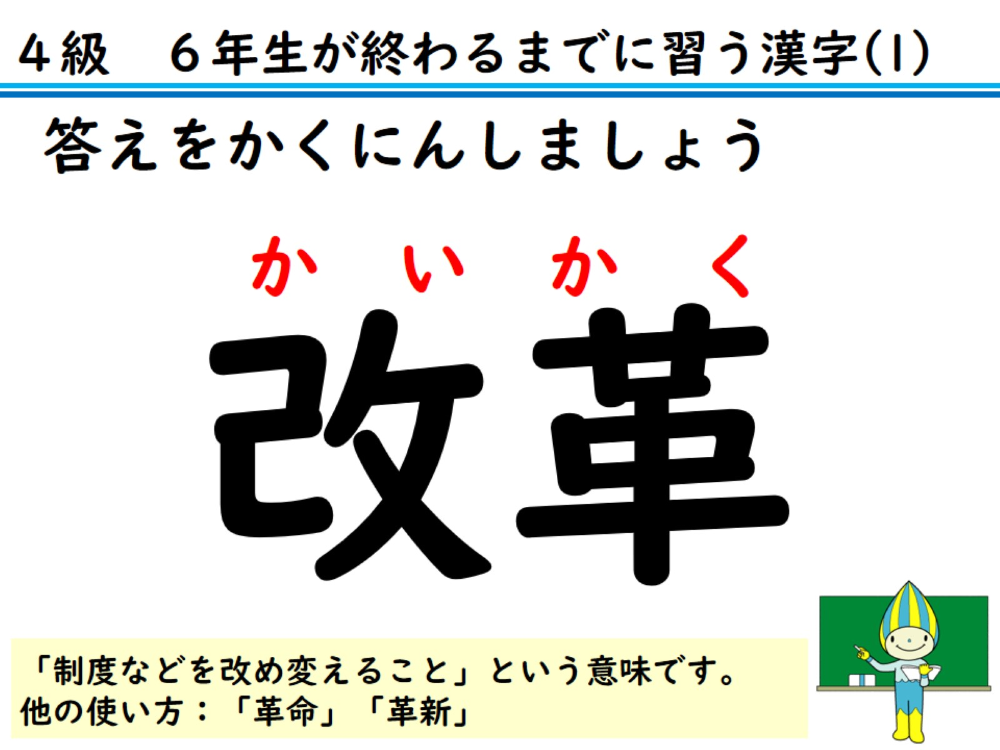 ４級　６年生が終わるまでに習う漢字(1)
答えをかくにんしましょう
かいかく
改革
「制度などを改め変えること」という意味です。
他の使い方：「革命」「革新」